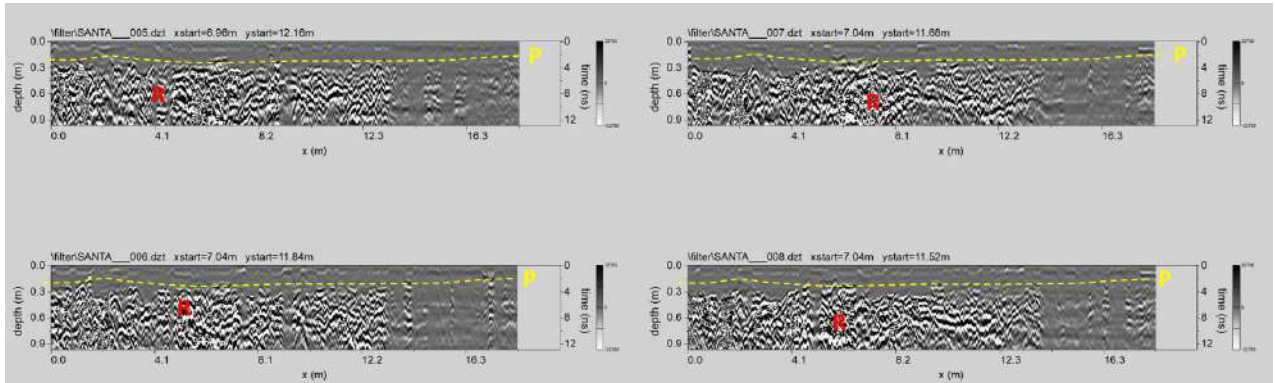 \filter\SANTA___005.dzt xstart=6.98m ystart=12.16m
0.0
0.3
0.6
0.9
depth (m)
R
P
0
4
8
12
time (ns)
0.0 4.1 8.2 12.3 16.3
x (m)
\filter\SANTA___007.dzt xstart=7.04m ystart=11.68m
0.0
0.3
0.6
0.9
depth (m)
R
P
0
4
8
12
time (ns)
0.0 4.1 8.2 12.3 16.3
x (m)
\filter\SANTA___006.dzt xstart=7.04m ystart=11.84m
0.0
0.3
0.6
0.9
depth (m)
R
P
0
4
8
12
time (ns)
0.0 4.1 8.2 12.2 16.3
x (m)
\filter\SANTA___008.dzt xstart=7.04m ystart=11.52m
0.0
0.3
0.6
0.9
depth (m)
R
P
0
4
8
12
time (ns)
0.0 4.1 8.2 12.3 16.3
x (m)